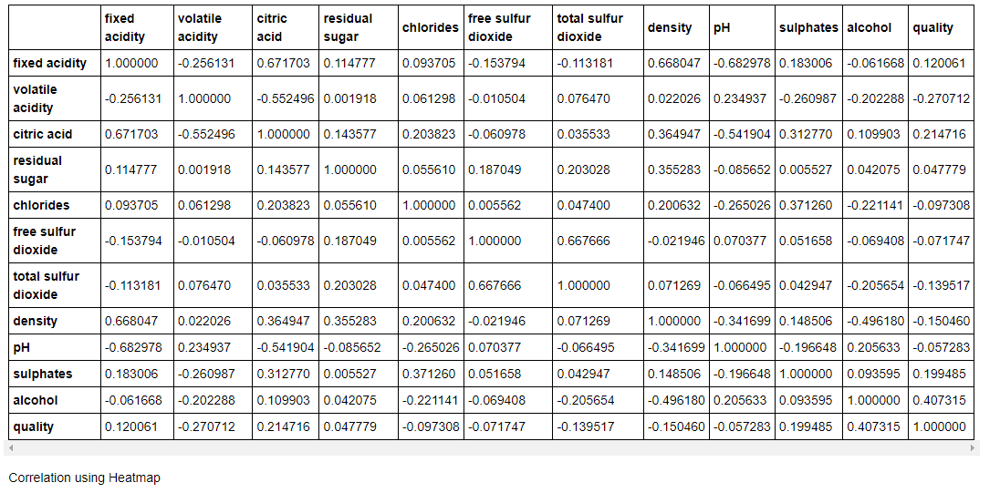 fixed acidity volatile acidity citric acid residual sugar chlorides free sulfur dioxide total sulfur dioxide density pH sulphates alcohol quality
fixed acidity 1.000000 -0.256131 0.671703 0.114777 0.093705 -0.153794 -0.113181 0.668047 -0.682978 0.183006 -0.061668 0.120061
volatile acidity -0.256131 1.000000 -0.552496 0.001918 0.061298 -0.010504 0.076470 0.022026 0.234937 -0.260987 -0.202288 -0.270712
citric acid 0.671703 -0.552496 1.000000 0.143577 0.203823 -0.060978 0.035533 0.364947 -0.541904 0.312770 0.109903 0.214716
residual sugar 0.114777 0.001918 0.143577 1.000000 0.055610 0.187049 0.203028 0.355283 -0.085652 0.005527 0.042075 0.047779
chlorides 0.093705 0.061298 0.203823 0.055610 1.000000 0.005562 0.047400 0.200632 -0.265026 0.371260 -0.221141 -0.097308
free sulfur dioxide -0.153794 -0.010504 -0.060978 0.187049 0.005562 1.000000 0.667666 -0.021946 0.070377 0.051658 -0.069408 -0.071747
total sulfur dioxide -0.113181 0.076470 0.035533 0.203028 0.047400 0.667666 1.000000 0.071269 -0.066495 0.042947 -0.205654 -0.139517
density 0.668047 0.022026 0.364947 0.355283 0.200632 -0.021946 0.071269 1.000000 -0.341699 0.148506 -0.496180 -0.150460
pH -0.682978 0.234937 -0.541904 -0.085652 -0.265026 0.070377 -0.066495 -0.341699 1.000000 -0.196648 0.205633 -0.057283
sulphates 0.183006 -0.260987 0.312770 0.005527 0.371260 0.051658 0.042947 0.148506 -0.196648 1.000000 0.093595 0.199485
alcohol -0.061668 -0.202288 0.109903 0.042075 -0.221141 -0.069408 -0.205654 -0.496180 0.205633 0.093595 1.000000 0.407315
quality 0.120061 -0.270712 0.214716 0.047779 -0.097308 -0.071747 -0.139517 -0.150460 -0.057283 0.199485 0.407315 1.000000
Correlation using Heatmap